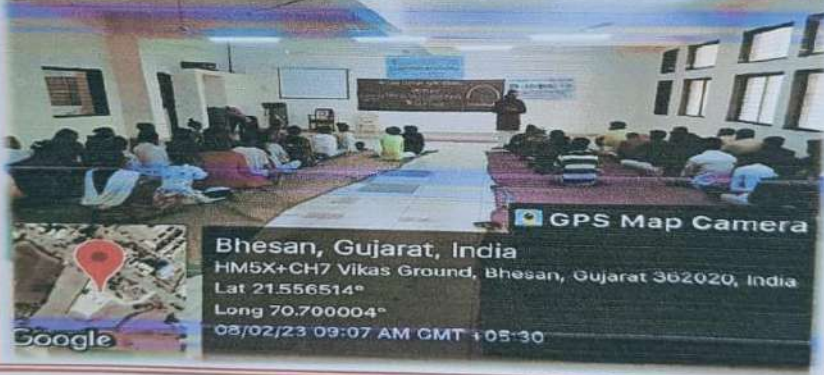 GPS Map Camera
Bhesan, Gujarat, India
HM5X+CH7 Vikas Ground, Bhesan, Gujarat 362020, India
Lat 21.556514°
Long 70.700004°
08/02/23 09:07 AM GMT +05:30
Google